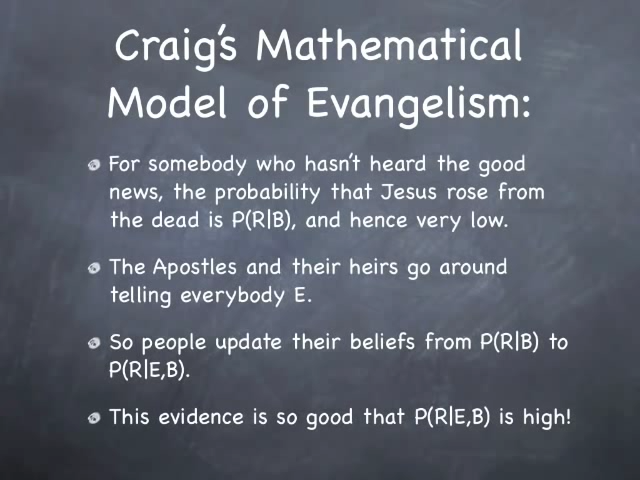 Craig's Mathematical
Model of Evangelism:
For somebody who hasn't heard the good
news, the probability that Jesus rose from
the dead is P(R|B), and hence very low.
The Apostles and their heirs go around
telling everybody E.
So people update their beliefs from P(R|B) to
P(R|E,B).
This evidence is so good that P(R|E,B) is high!